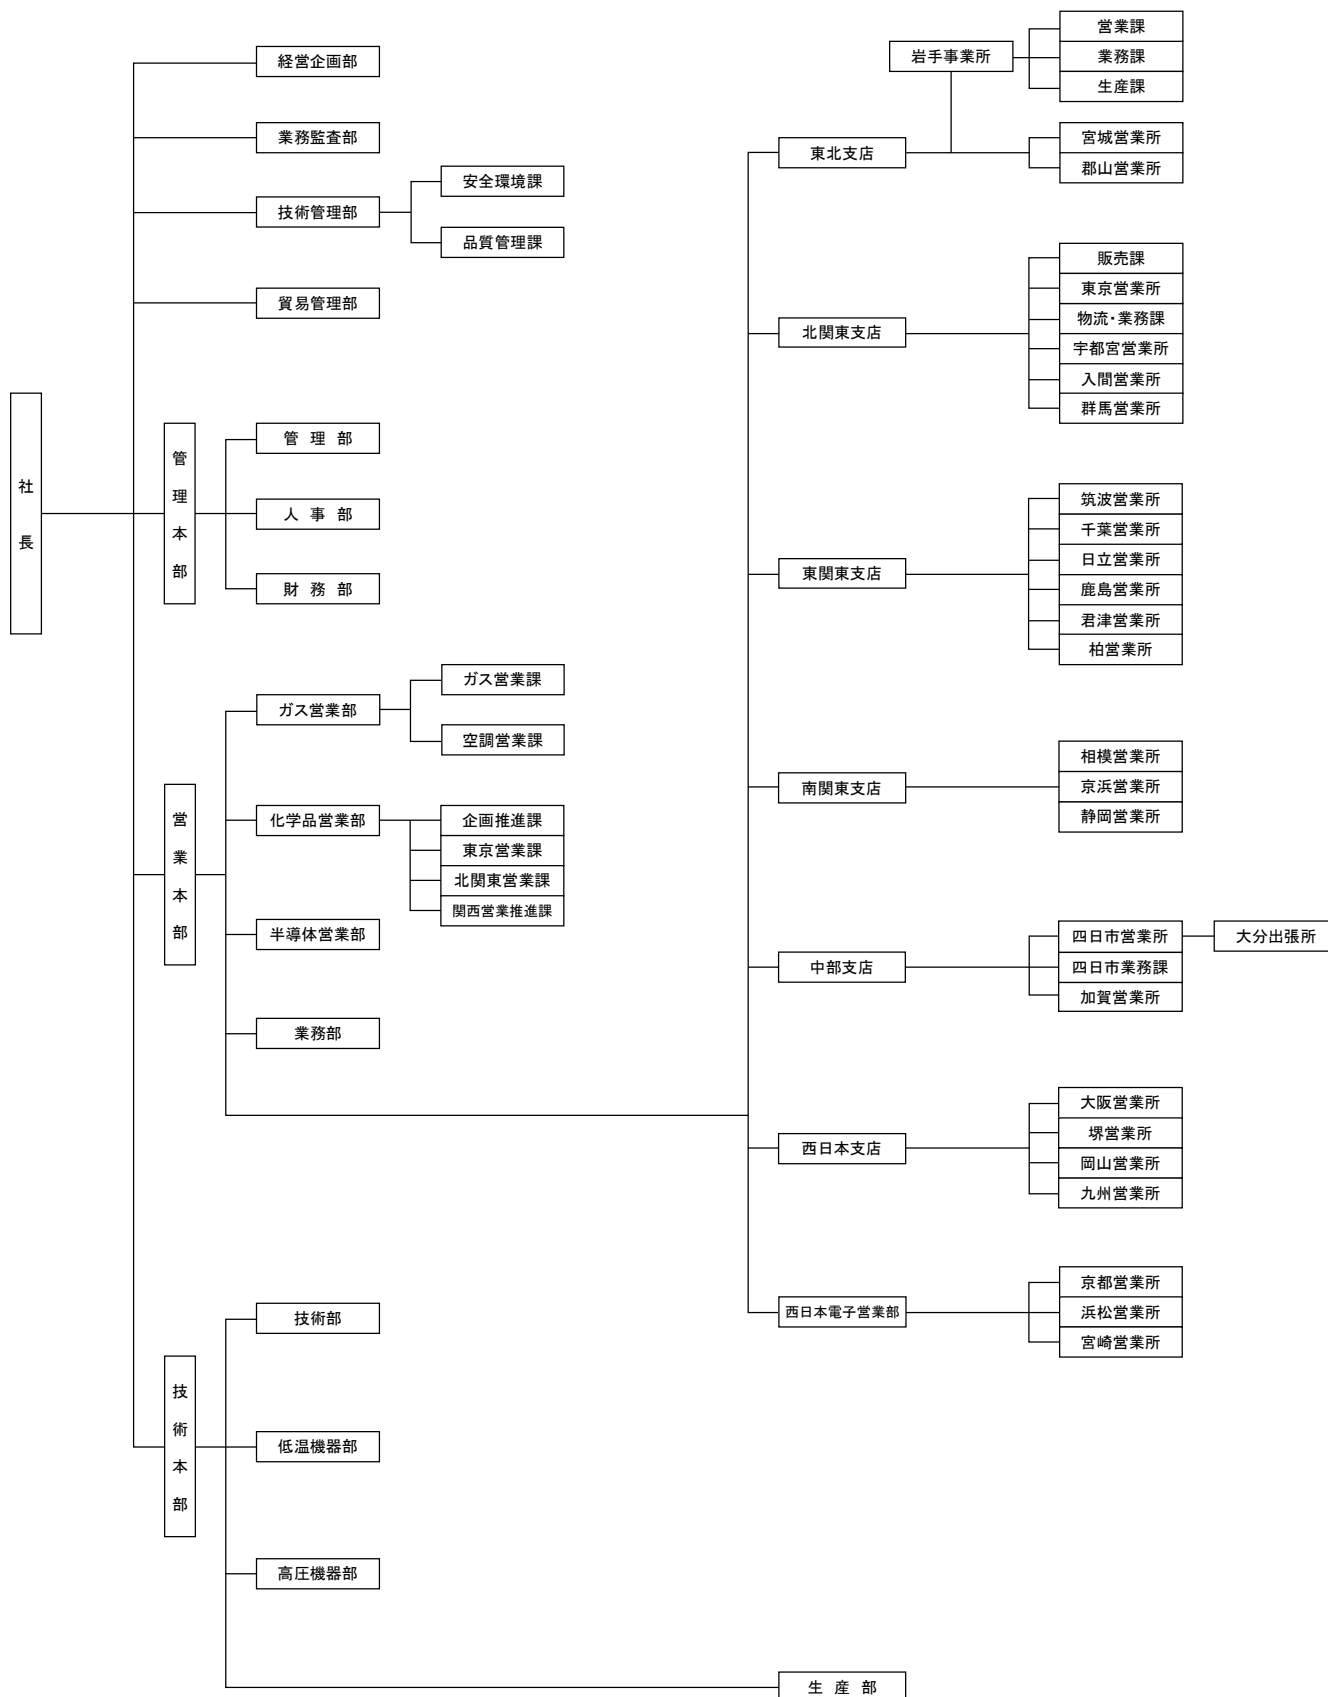 社長
経営企画部
業務監査部
技術管理部
安全環境課
品質管理課
貿易管理部
管理本部
管 理 部
人 事 部
財 務 部
営業本部
ガス営業部
ガス営業課
空調営業課
化学品営業部
企画推進課
東京営業課
北関東営業課
関西営業推進課
半導体営業部
業務部
東北支店
岩手事業所
営業課
業務課
生産課
宮城営業所
郡山営業所
北関東支店
販売課
東京営業所
物流・業務課
宇都宮営業所
入間営業所
群馬営業所
東関東支店
筑波営業所
千葉営業所
日立営業所
鹿島営業所
君津営業所
柏営業所
南関東支店
相模営業所
京浜営業所
静岡営業所
中部支店
四日市営業所
大分出張所
四日市業務課
加賀営業所
西日本支店
大阪営業所
堺営業所
岡山営業所
九州営業所
西日本電子営業部
京都営業所
浜松営業所
宮崎営業所
技術本部
技術部
低温機器部
高圧機器部
生 産 部